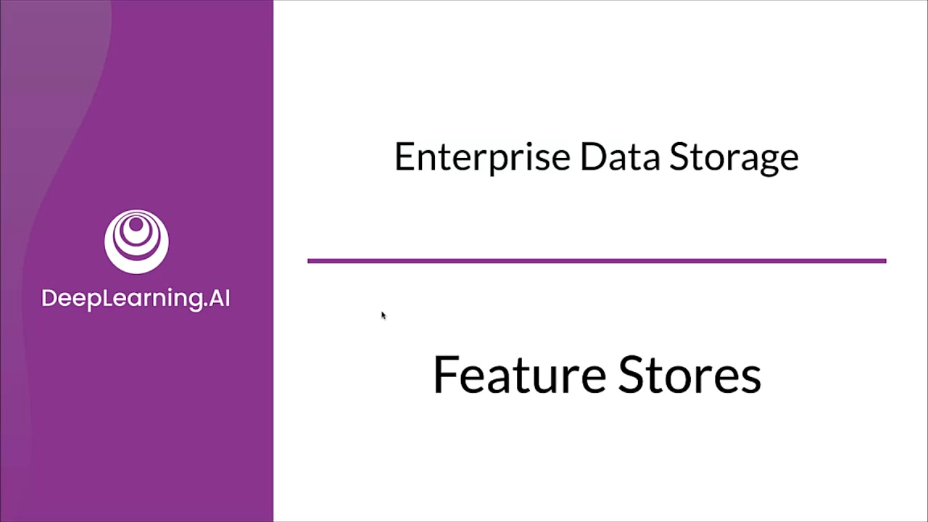 Enterprise Data Storage
DeepLearning.AI
Feature Stores